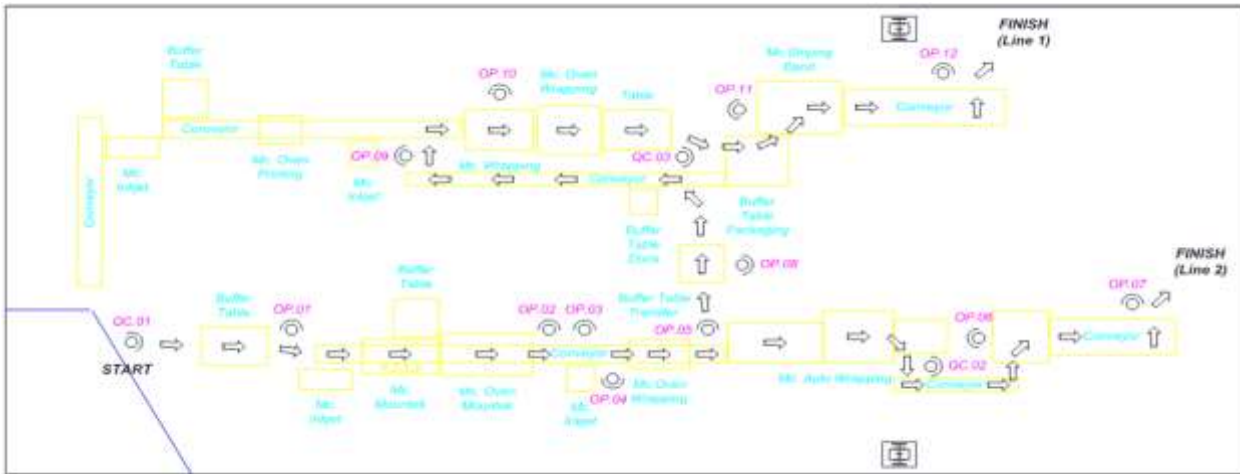 FINISH
(Line 1)
OP.12
Buffer
Table
OP.10
Mc. Oven
Table
OP.11
Conveyor
Conveyor
OP.09
Mc. Wrapping
QC.03
Conveyor
Mc. Oven
Printing
Mc.
Inkjet
Mc.
Inkjet
Conveyor
Buffer
Table
Packaging
Buffer
Table
OP.08
FINISH
(Line 2)
Buffer
Table
Buffer
Table
OP.07
QC.01
OP.01
OP.02
OP.03
Buffer Table
Transfer
OP.05
OP.06
START
Conveyor
Conveyor
QC.02
Mc. Auto Wrapping
Conveyor
Mc.
Inkjet
Mc.
Mc. Oven
OP.04
Mc. Oven
Wrapping
Mc.
Inkjet